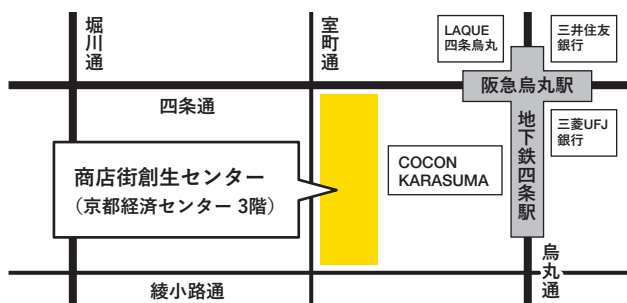 堀川通
室町通
LAQUE
四条烏丸
三井住友
銀行
阪急烏丸駅
四条通
地下鉄四条駅
三菱UFJ
銀行
COCON
KARASUMA
商店街創生センター
（京都経済センター 3階）
綾小路通
烏丸通